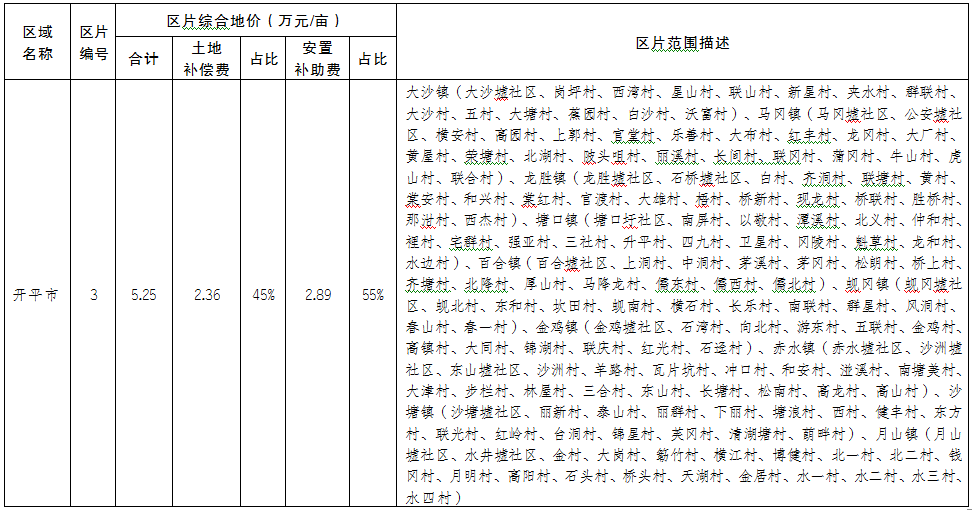 区域
名称
区片
编号
区片综合地价（万元/亩）
合计
土地
补偿费
占比
安置
补助费
占比
区片范围描述
开平市
3
5.25
2.36
45%
2.89
55%
大沙镇（大沙墟社区、岗坪村、西湾村、星山村、联山村、新星村、夹水村、群联村、
大沙村、五村、大塘村、蕉园村、白沙村、沃富村）、马冈镇（马冈墟社区、公安墟社
区、横安村、高园村、上郭村、官堂村、乐善村、大布村、红丰村、龙冈村、大厂村、
黄屋村、荣塘村、北湖村、陂头咀村、丽溪村、长间村、联冈村、蒲冈村、牛山村、虎
山村、联合村）、龙胜镇（龙胜墟社区、石桥墟社区、白村、齐洞村、联塘村、黄村、
棠安村、和兴村、棠红村、官渡村、大雄村、梧村、桥新村、现龙村、桥联村、胜桥村、
那泔村、西杰村）、塘口镇（塘口圩社区、南屏村、以敬村、潭溪村、北义村、仲和村、
裡村、宅群村、强亚村、三社村、升平村、四九村、卫星村、冈陵村、魁草村、龙和村、
水边村）、百合镇（百合墟社区、上洞村、中洞村、茅溪村、茅冈村、松朗村、桥上村、
齐塘村、北降村、厚山村、马降龙村、儒东村、儒西村、儒北村）、蚬冈镇（蚬冈墟社
区、蚬北村、东和村、坎田村、蚬南村、横石村、长乐村、南联村、群星村、风洞村、
春山村、春一村）、金鸡镇（金鸡墟社区、石湾村、向北村、游东村、五联村、金鸡村、
高镇村、大同村、锦湖村、联庆村、红光村、石迳村）、赤水镇（赤水墟社区、沙洲墟
社区、东山墟社区、沙洲村、羊路村、瓦片坑村、冲口村、和安村、湴溪村、南塘美村、
大津村、步栏村、林屋村、三合村、东山村、长塘村、松南村、高龙村、高山村）、沙
塘镇（沙塘墟社区、丽新村、泰山村、丽群村、下丽村、塘浪村、西村、健丰村、东方
村、联光村、红岭村、台洞村、锦星村、芙冈村、清湖塘村、蓢畔村）、月山镇（月山
墟社区、水井墟社区、金村、大岗村、簕竹村、横江村、博健村、北一村、北二村、钱
冈村、月明村、高阳村、石头村、桥头村、天湖村、金居村、水一村、水二村、水三村、
水四村）